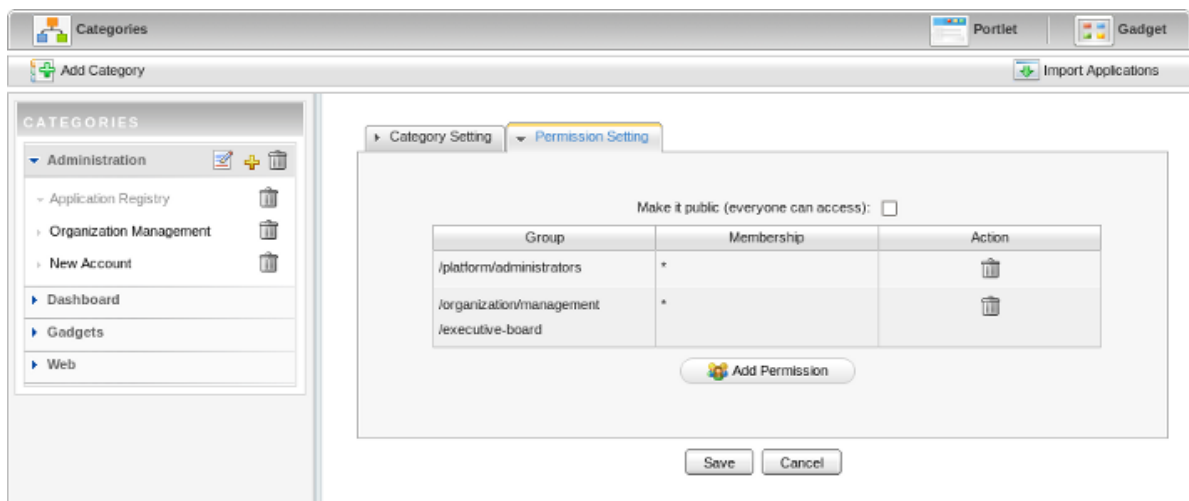 Categories
Portlet
Gadget
Add Category
Import Applications
CATEGORIES
Administration
Application Registry
Organization Management
New Account
Dashboard
Gadgets
Web
Category Setting
Permission Setting
Make it public (everyone can access):
Group Membership Action
/platform/administrators *
/organization/management *
/executive-board
Add Permission
Save
Cancel